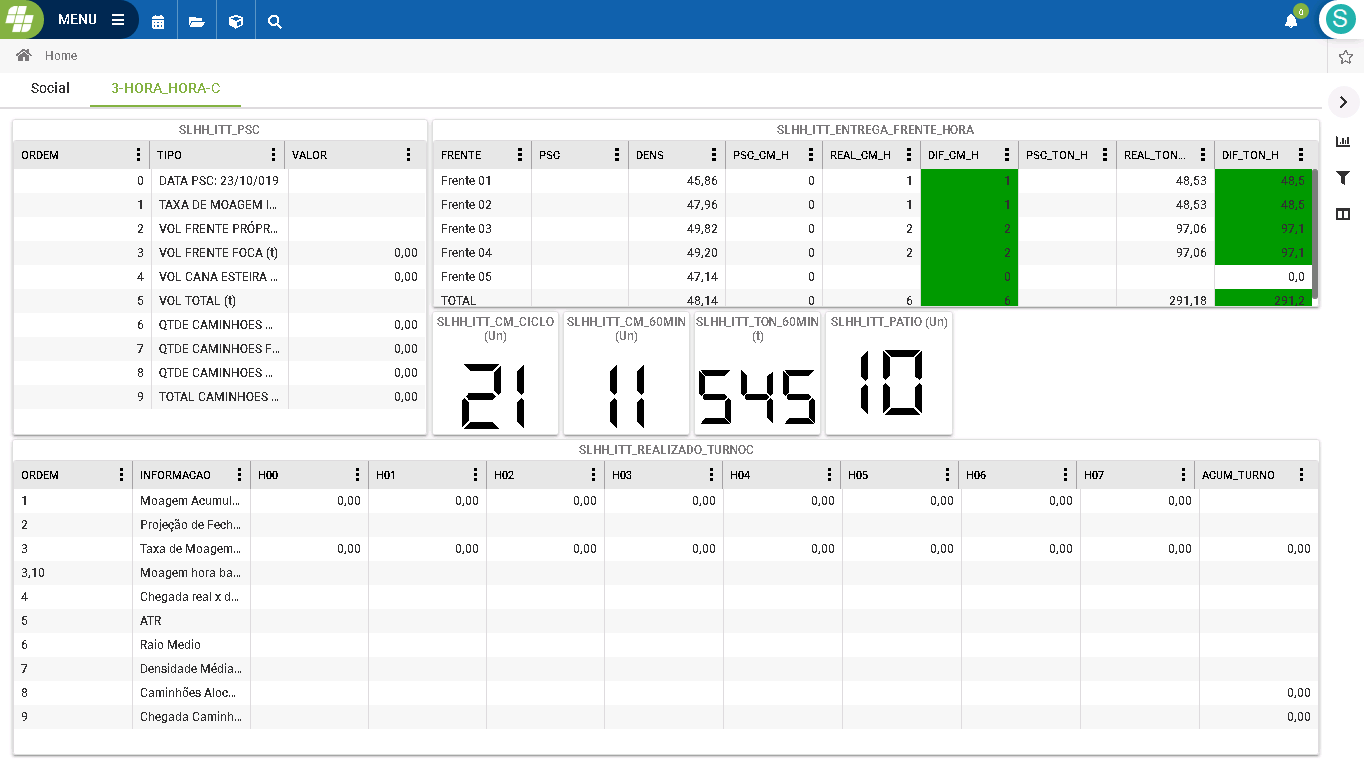 MENU
0
S
Home
Social 3-HORA_HORA-C
SLHH_ITT_PSC
ORDEM TIPO VALOR
0 DATA PSC: 23/10/019
1 TAXA DE MOAGEM I...
2 VOL FRENTE PRÓPR...
3 VOL FRENTE FOCA (t) 0,00
4 VOL CANA ESTEIRA ... 0,00
5 VOL TOTAL (t)
6 QTDE CAMINHOES ... 0,00
7 QTDE CAMINHOES F... 0,00
8 QTDE CAMINHOES ... 0,00
9 TOTAL CAMINHOES ... 0,00
SLHH_ITT_ENTREGA_FRENTE_HORA
FRENTE PSC DENS PSC_CM_H REAL_CM_H DIF_CM_H PSC_TON_H REAL_TON... DIF_TON_H
Frente 01 45,86 0 1 1 48,53 48,5
Frente 02 47,96 0 1 1 48,53 48,5
Frente 03 49,82 0 2 2 97,06 97,1
Frente 04 49,20 0 2 2 97,06 97,1
Frente 05 47,14 0 0 0,0
TOTAL 48,14 0 6 6 291,18 291,2
SLHH_ITT_CM_CICLO
(Un)
21
SLHH_ITT_CM_60MIN
(Un)
11
SLHH_ITT_TON_60MIN
(t)
545
SLHH_ITT_PATIO (Un)
10
SLHH_ITT_REALIZADO_TURNOC
ORDEM INFORMACAO H00 H01 H02 H03 H04 H05 H06 H07 ACUM_TURNO
1 Moagem Acumul... 0,00 0,00 0,00 0,00 0,00 0,00 0,00 0,00
2 Projeção de Fech...
3 Taxa de Moagem... 0,00 0,00 0,00 0,00 0,00 0,00 0,00 0,00 0,00
3,10 Moagem hora ba...
4 Chegada real x d...
5 ATR
6 Raio Medio
7 Densidade Média...
8 Caminhões Aloc... 0,00
9 Chegada Caminh... 0,00